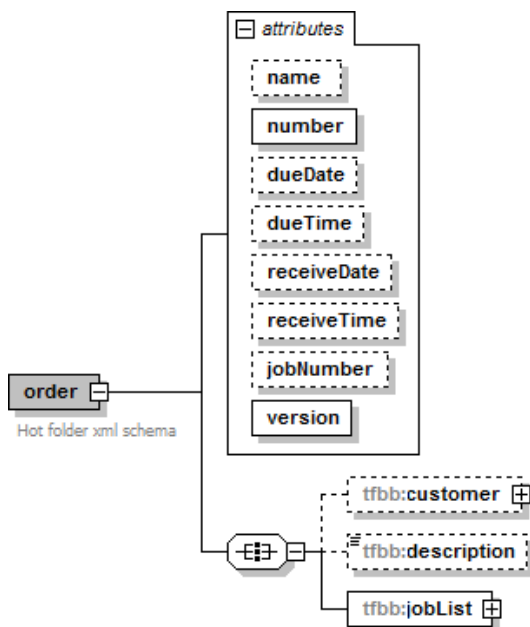 attributes
name
number
dueDate
dueTime
receiveDate
receiveTime
jobNumber
version
order
Hot folder xml schema
tfbb:customer
tfbb:description
tfbb:jobList